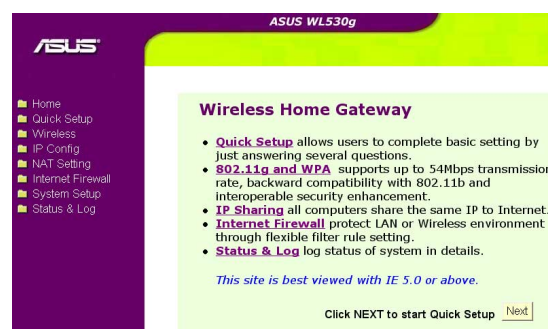 ASUS WL530g
ASUS
Home
Quick Setup
Wireless
IP Config
NAT Setting
Internet Firewall
System Setup
Status & Log
Wireless Home Gateway
Quick Setup allows users to complete basic setting by
just answering several questions.
802.11g and WPA supports up to 54Mbps transmission
rate, backward compatibility with 802.11b and
interoperable security enhancement.
IP Sharing all computers share the same IP to Internet.
Internet Firewall protect LAN or Wireless environment
through flexible filter rule setting.
Status & Log log status of system in details.
This site is best viewed with IE 5.0 or above.
Click NEXT to start Quick Setup Next